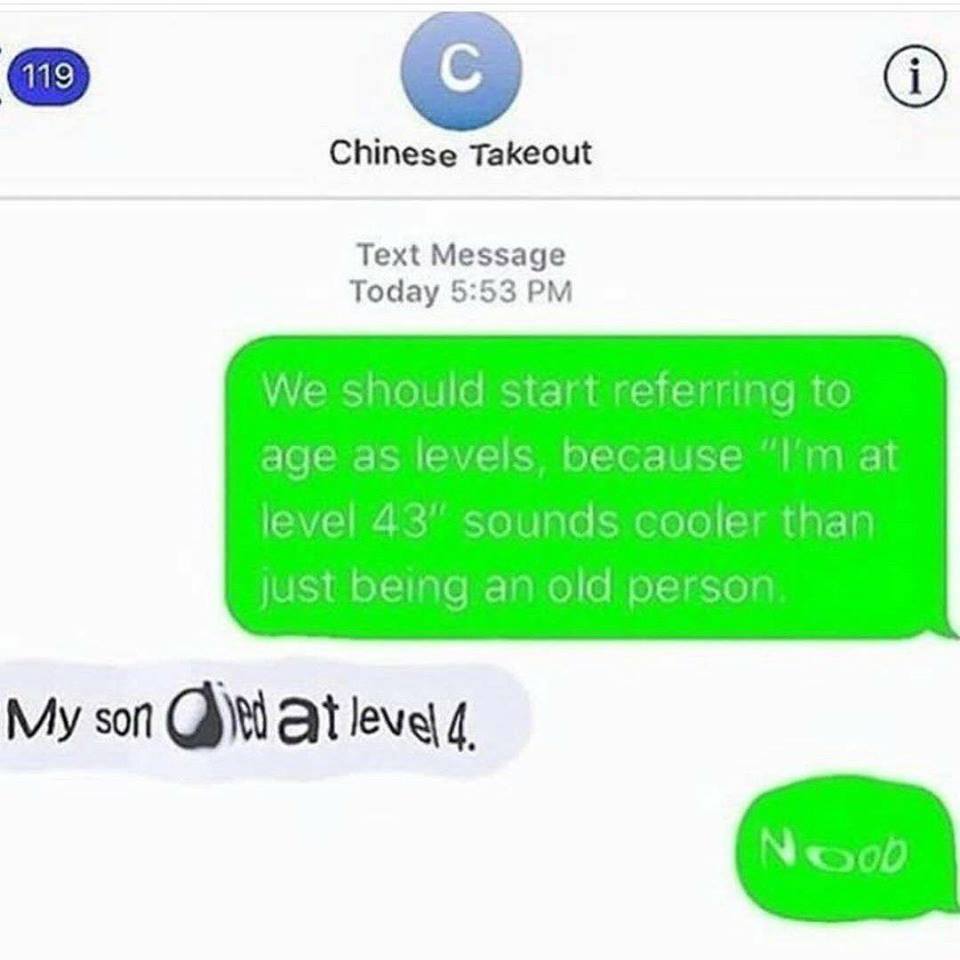 119
C
i
Chinese Takeout
Text Message
Today 5:53 PM
We should start referring to
age as levels, because "I'm at
level 43" sounds cooler than
just being an old person.
My son died at level 4.
Noob